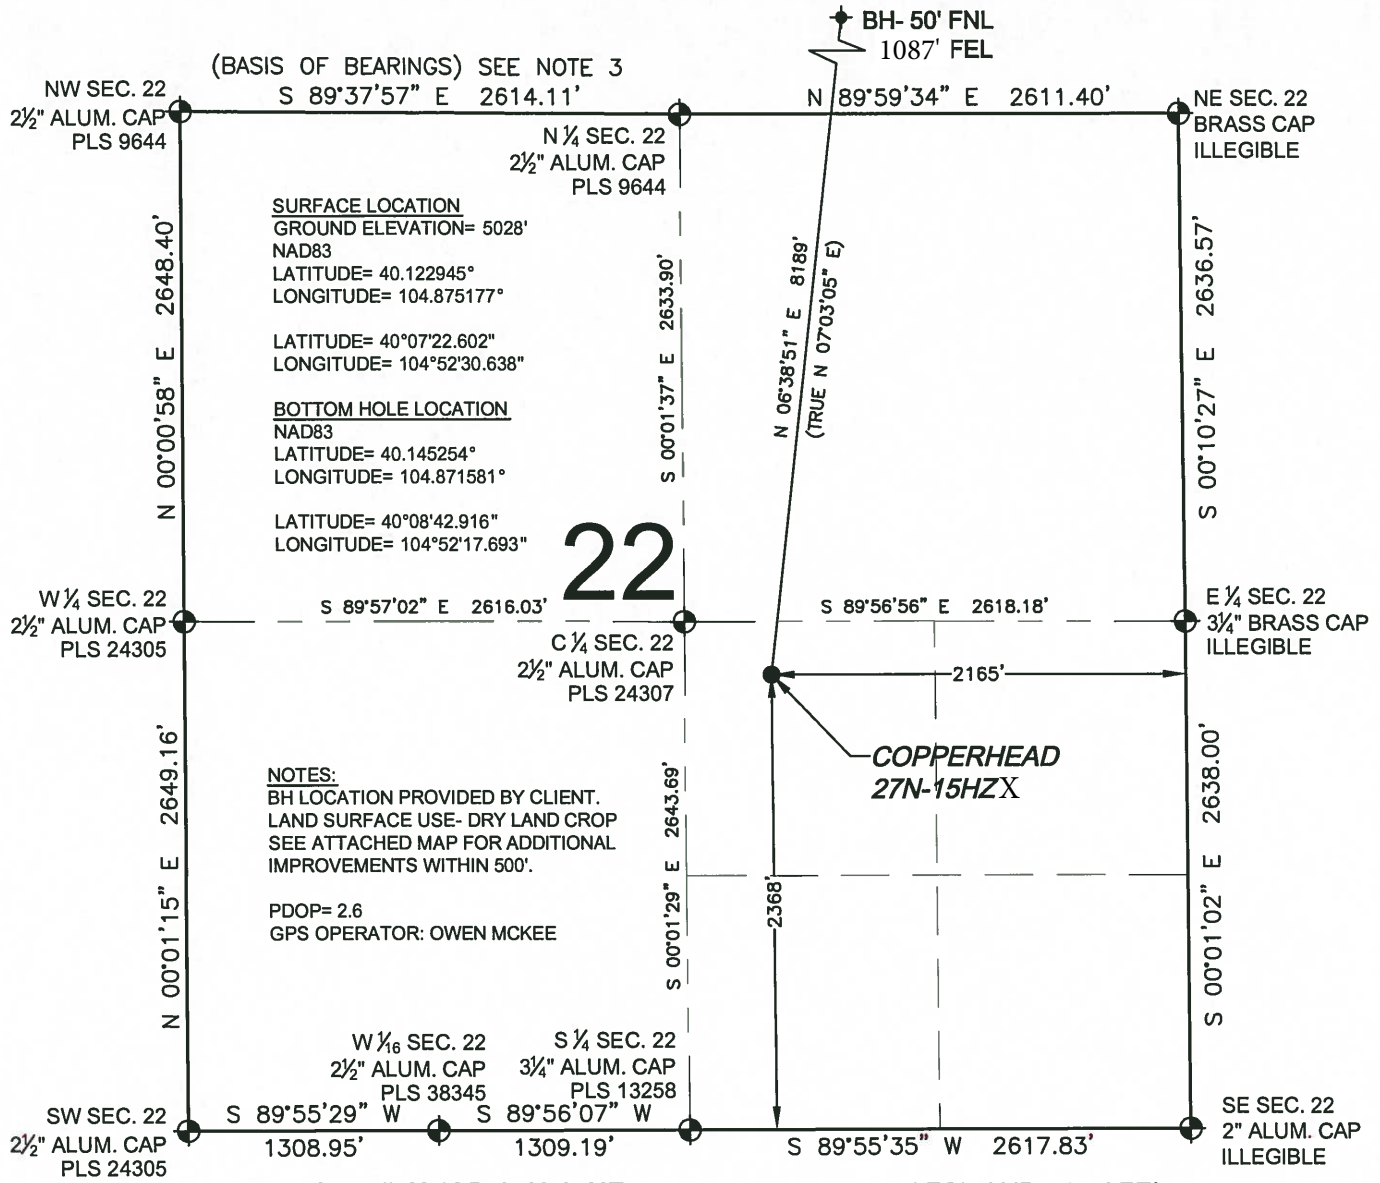 BH- 50' FNL
1087' FEL
(BASIS OF BEARINGS) SEE NOTE 3
S 89°37'57" E 2614.11'
N 89°59'34" E 2611.40'
NW SEC. 22
2½" ALUM. CAP
PLS 9644
N ¼ SEC. 22
2½" ALUM. CAP
PLS 9644
NE SEC. 22
BRASS CAP
ILLEGIBLE
SURFACE LOCATION
GROUND ELEVATION= 5028'
NAD83
LATITUDE= 40.122945°
LONGITUDE= 104.875177°
LATITUDE= 40°07'22.602"
LONGITUDE= 104°52'30.638"
BOTTOM HOLE LOCATION
NAD83
LATITUDE= 40.145254°
LONGITUDE= 104.871581°
LATITUDE= 40°08'42.916"
LONGITUDE= 104°52'17.693"
N 00°00'58" E 2648.40'
S 00°01'37" E 2633.90'
N 06°38'51" E 8189'
(TRUE N 07°03'05" E)
S 00°10'27" E 2636.57'
22
W ¼ SEC. 22
2½" ALUM. CAP
PLS 24305
S 89°57'02" E 2616.03'
S 89°56'56" E 2618.18'
E ¼ SEC. 22
3¼" BRASS CAP
ILLEGIBLE
C ¼ SEC. 22
2½" ALUM. CAP
PLS 24307
2165'
COPPERHEAD
27N-15HZX
2368'
NOTES:
BH LOCATION PROVIDED BY CLIENT.
LAND SURFACE USE- DRY LAND CROP
SEE ATTACHED MAP FOR ADDITIONAL
IMPROVEMENTS WITHIN 500'.
PDOP= 2.6
GPS OPERATOR: OWEN MCKEE
N 00°01'15" E 2649.16'
S 00°01'29" E 2643.69'
S 00°01'02" E 2638.00'
W 1⁄16 SEC. 22
2½" ALUM. CAP
PLS 38345
S ¼ SEC. 22
3¼" ALUM. CAP
PLS 13258
SW SEC. 22
2½" ALUM. CAP
PLS 24305
S 89°55'29" W
1308.95'
S 89°56'07" W
1309.19'
S 89°55'35" W 2617.83'
SE SEC. 22
2" ALUM. CAP
ILLEGIBLE